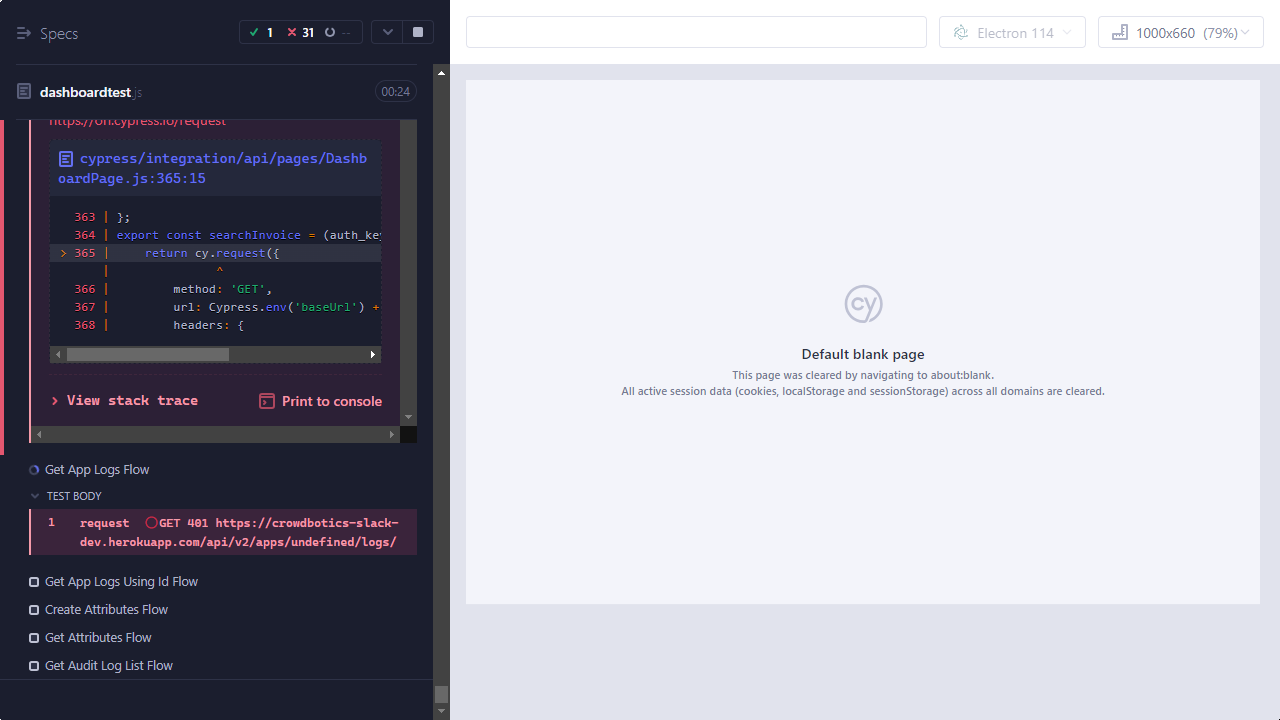 Specs
1
31
--
Electron 114
1000x660 (79%)
dashboardtest.js
00:24
https://on.cypress.io/request
cypress/integration/api/pages/Dashb
oardPage.js:365:15
363 | };
364 | export const searchInvoice = (auth_key
> 365 | return cy.request({
| ^
366 | method: 'GET',
367 | url: Cypress.env('baseUrl') +
368 | headers: {
View stack trace
Print to console
Get App Logs Flow
TEST BODY
1 request GET 401 https://crowdbotics-slack-
dev.herokuapp.com/api/v2/apps/undefined/logs/
Get App Logs Using Id Flow
Create Attributes Flow
Get Attributes Flow
Get Audit Log List Flow
cy
Default blank page
This page was cleared by navigating to about:blank.
All active session data (cookies, localStorage and sessionStorage) across all domains are cleared.